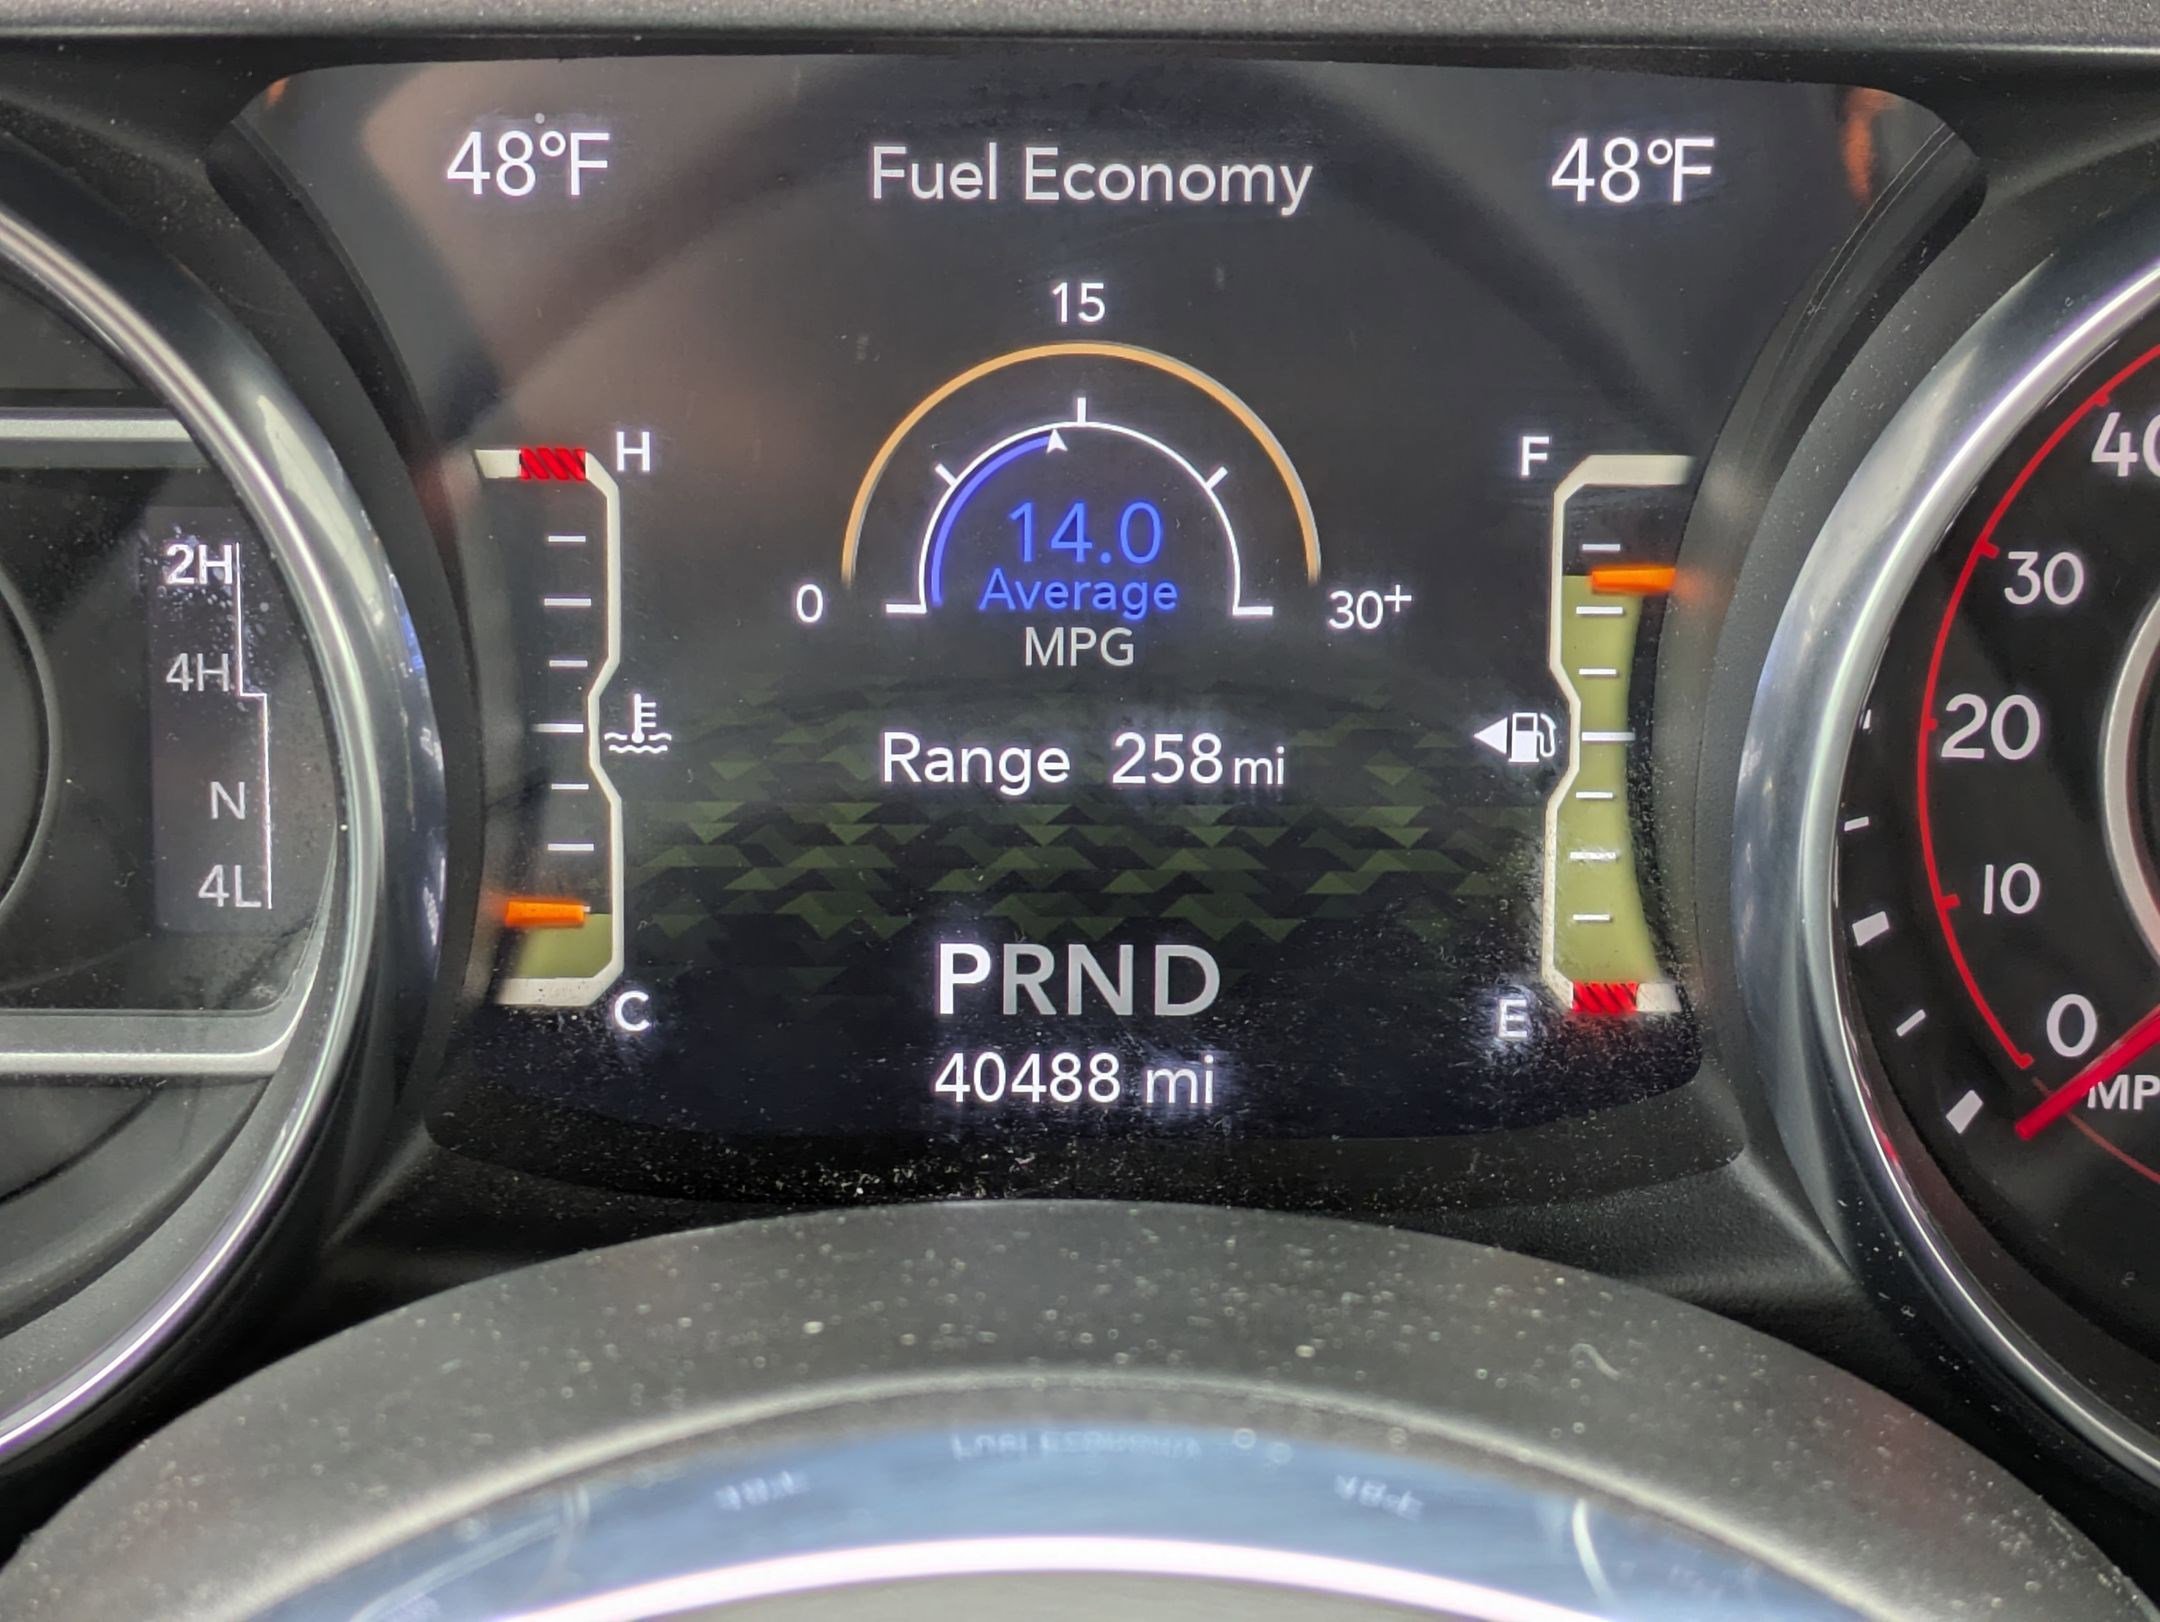 48°F Fuel Economy 48°F
15
H F
14.0
0 Average 30+
MPG
2H
4H
N
4L
Range 258 mi
C E
PRND
40488 mi
40
30
20
10
0
MP